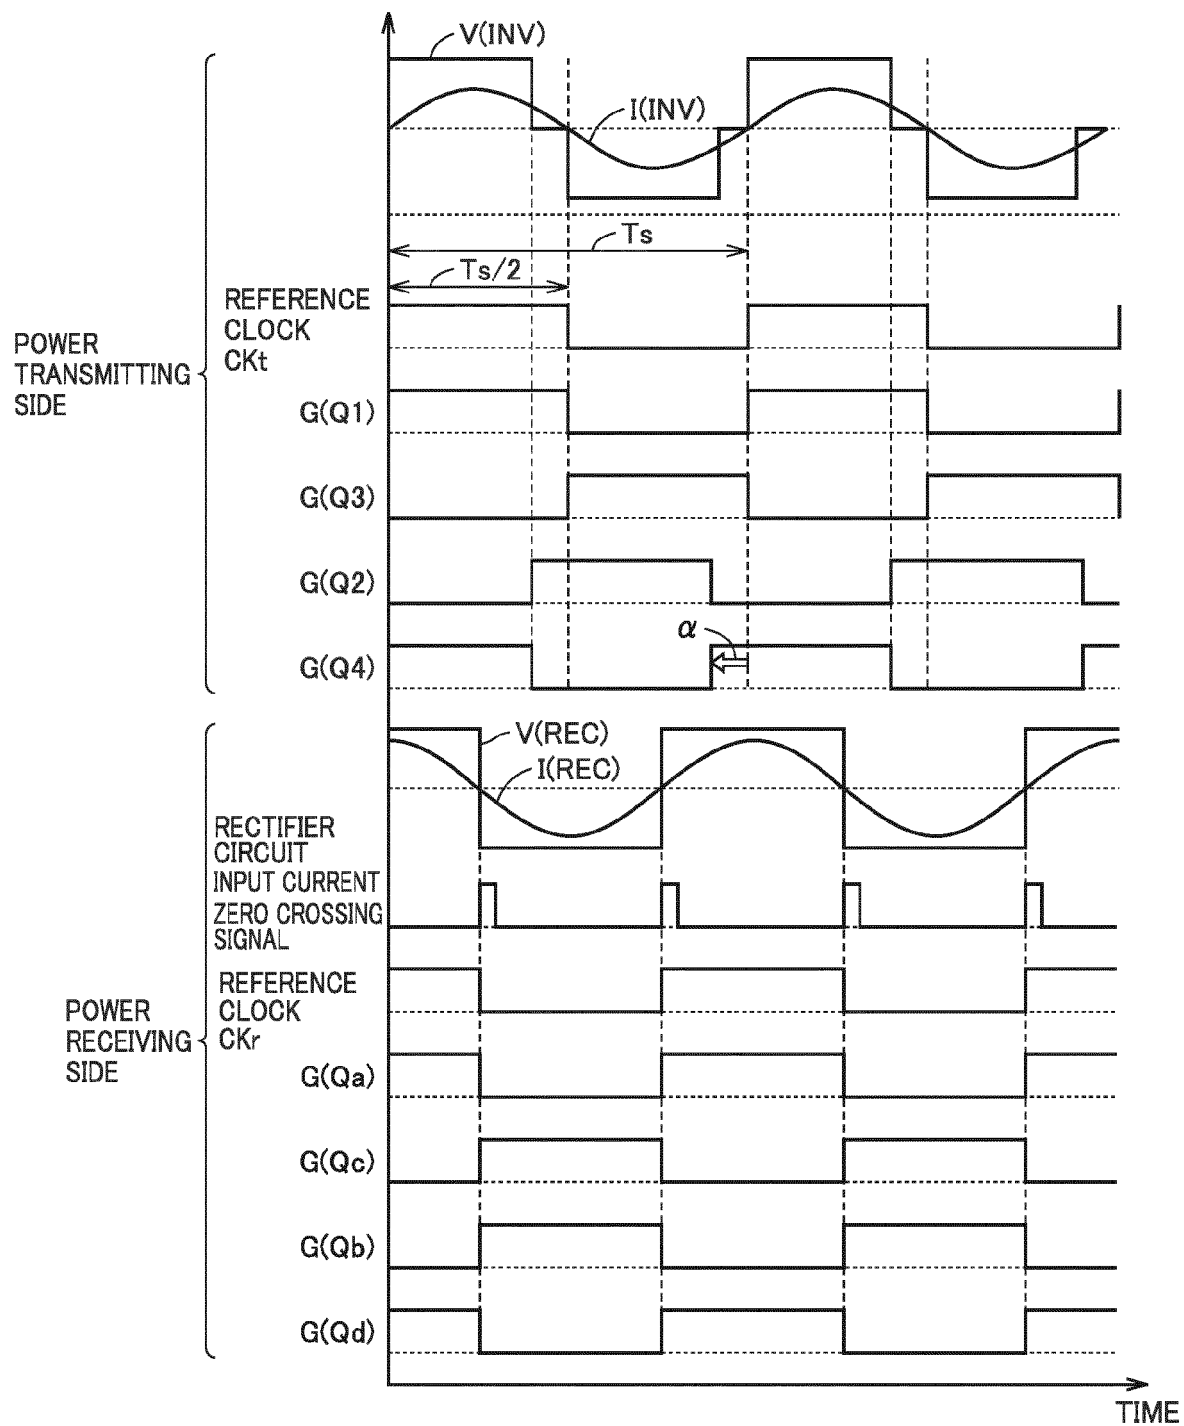 V(INV)
I(INV)
Ts
Ts/2
POWER
TRANSMITTING
SIDE
REFERENCE
CLOCK
CKt
G(Q1)
G(Q3)
G(Q2)
α
G(Q4)
V(REC)
I(REC)
POWER
RECEIVING
SIDE
RECTIFIER
CIRCUIT
INPUT CURRENT
ZERO CROSSING
SIGNAL
REFERENCE
CLOCK
CKr
G(Qa)
G(Qc)
G(Qb)
G(Qd)
TIME